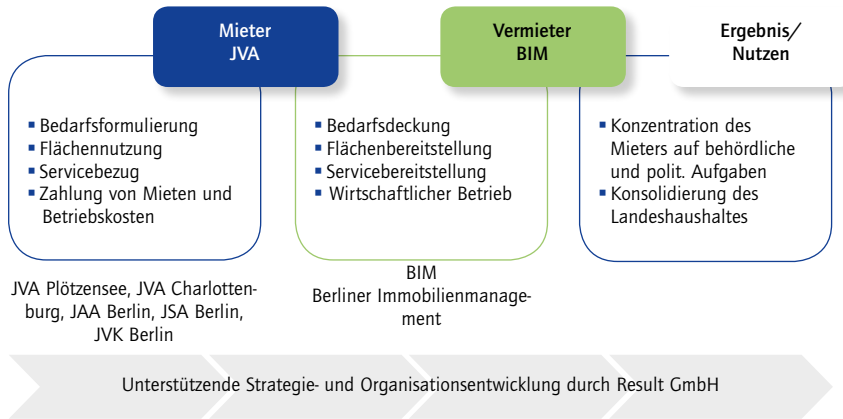 Mieter
JVA
■ Bedarfsformulierung
■ Flächennutzung
■ Servicebezug
■ Zahlung von Mieten und
Betriebskosten
JVA Plötzensee, JVA Charlotten-
burg, JAA Berlin, JSA Berlin,
JVK Berlin
Vermieter
BIM
■ Bedarfsdeckung
■ Flächenbereitstellung
■ Servicebereitstellung
■ Wirtschaftlicher Betrieb
BIM
Berliner Immobilienmanage-
ment
Ergebnis/
Nutzen
■ Konzentration des
Mieters auf behördliche
und polit. Aufgaben
■ Konsolidierung des
Landeshaushaltes
Unterstützende Strategie- und Organisationsentwicklung durch Result GmbH